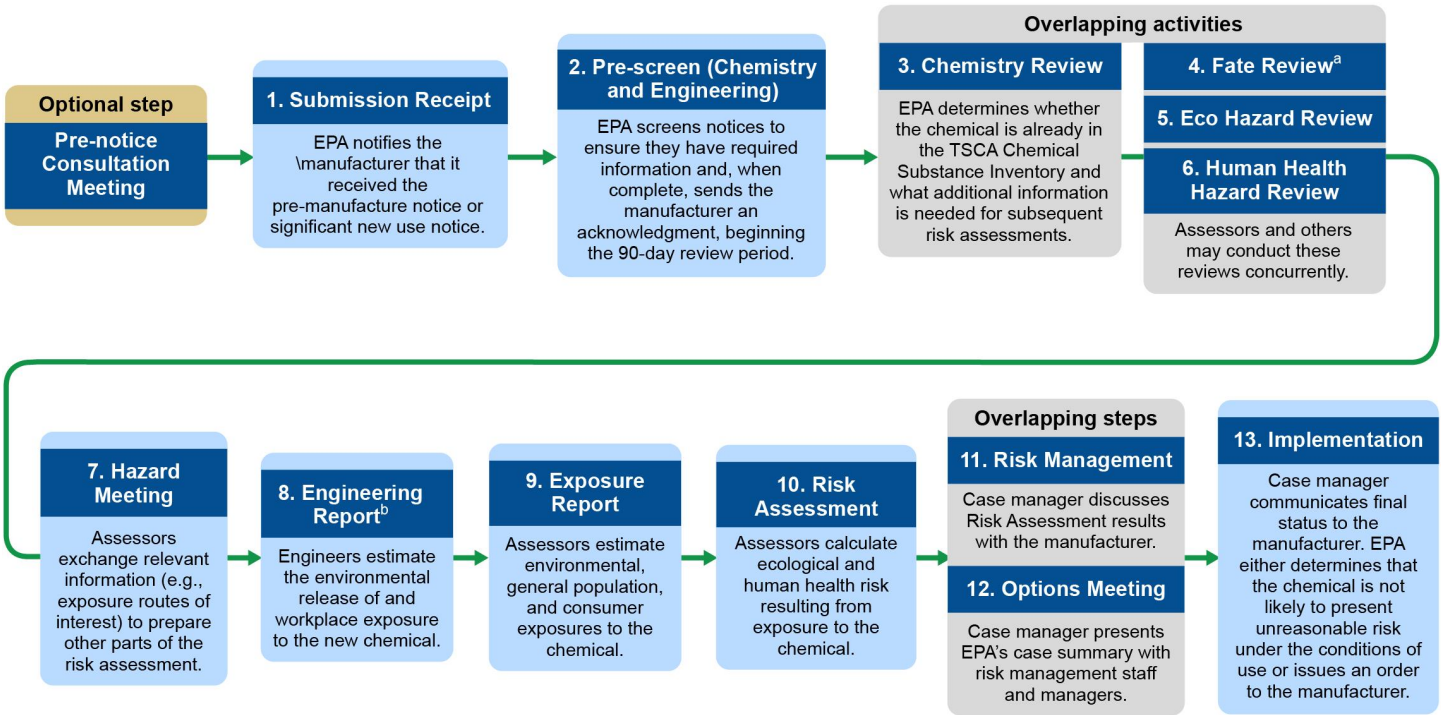 Optional step
Pre-notice
Consultation
Meeting
1. Submission Receipt
EPA notifies the
\manufacturer that it
received the
pre-manufacture notice or
significant new use notice.
2. Pre-screen (Chemistry
and Engineering)
EPA screens notices to
ensure they have required
information and, when
complete, sends the
manufacturer an
acknowledgment, beginning
the 90-day review period.
Overlapping activities
3. Chemistry Review
EPA determines whether
the chemical is already in
the TSCA Chemical
Substance Inventory and
what additional information
is needed for subsequent
risk assessments.
4. Fate Reviewa
5. Eco Hazard Review
6. Human Health
Hazard Review
Assessors and others
may conduct these
reviews concurrently.
7. Hazard
Meeting
Assessors
exchange relevant
information (e.g.,
exposure routes of
interest) to prepare
other parts of the
risk assessment.
8. Engineering
Reportb
Engineers estimate
the environmental
release of and
workplace exposure
to the new chemical.
9. Exposure
Report
Assessors estimate
environmental,
general population,
and consumer
exposures to the
chemical.
10. Risk
Assessment
Assessors calculate
ecological and
human health risk
resulting from
exposure to the
chemical.
Overlapping steps
11. Risk Management
Case manager discusses
Risk Assessment results
with the manufacturer.
12. Options Meeting
Case manager presents
EPA's case summary with
risk management staff
and managers.
13. Implementation
Case manager
communicates final
status to the
manufacturer. EPA
either determines that
the chemical is not
likely to present
unreasonable risk
under the conditions of
use or issues an order
to the manufacturer.